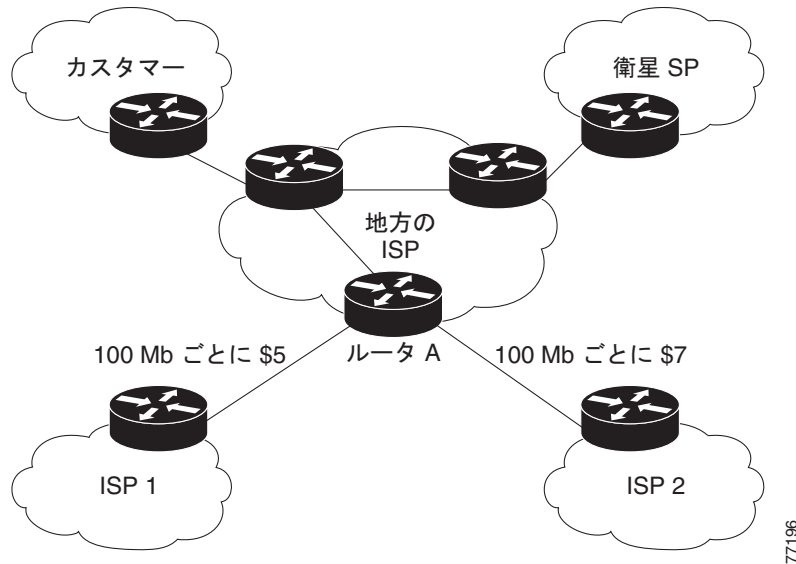 カスタマー
衛星 SP
地方の
ISP
100 Mb ごとに $5
ルータ A
100 Mb ごとに $7
ISP 1
ISP 2
77196